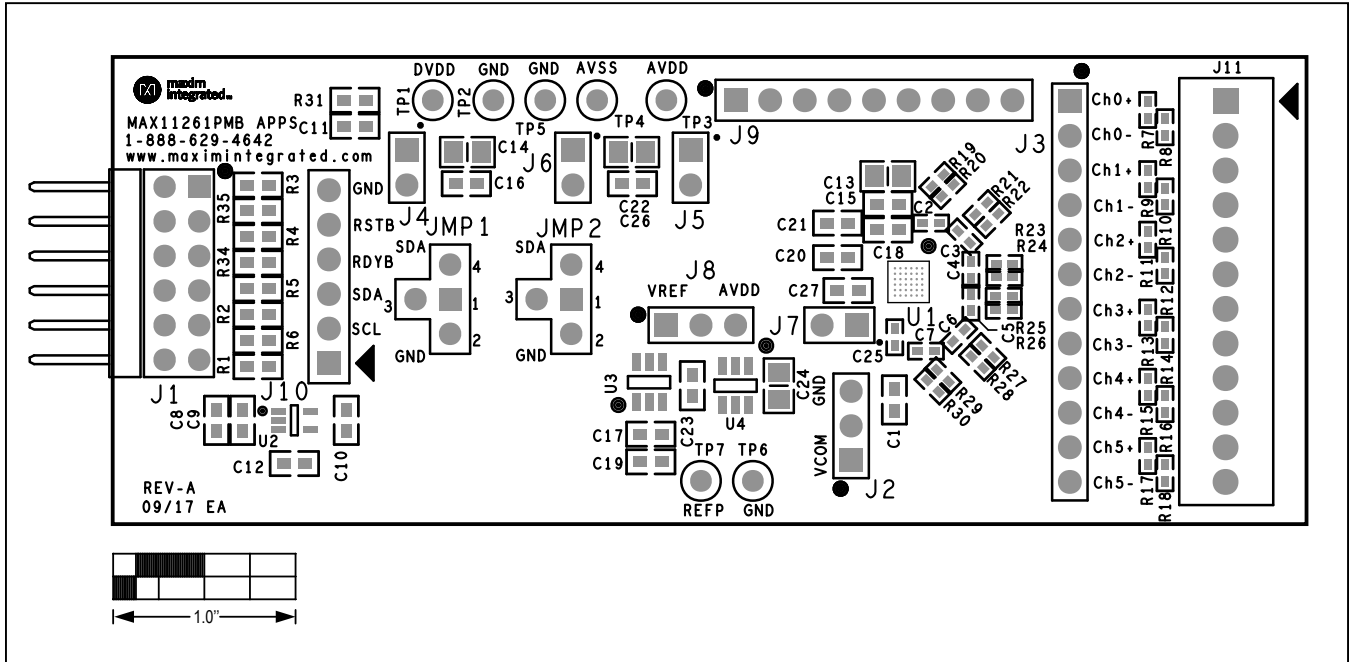 maxim
integrated™
MAX11261PMB APPS
1-888-629-4642
www.maximintegrated.com
R31
C11
DVDD
GND
GND
AVSS
AVDD
TP1
TP2
TP5
TP4
TP3
C14
C16
J4
J6
C22
C26
J5
J9
J3
J11
R35
R34
R2
R1
R3
R4
R5
R6
J1
J10
GND
RSTB
RDYB
SDA
SCL
JMP1
SDA
4
3
1
2
GND
JMP2
SDA
4
3
1
2
GND
J8
VREF
AVDD
J7
C13
C15
C21
C20
C27
C18
C2
C3
C4
C5
C6
C7
C25
U1
R19
R20
R21
R22
R23
R24
R25
R26
R27
R28
R29
R30
Ch0+
Ch0-
Ch1+
Ch1-
Ch2+
Ch2-
Ch3+
Ch3-
Ch4+
Ch4-
Ch5+
Ch5-
R7
R8
R9
R10
R11
R12
R13
R14
R15
R16
R17
R18
C8
C9
U2
C12
C10
U3
U4
C23
C24
C17
C19
TP7
TP6
REFP
GND
GND
VCOM
C1
J2
REV-A
09/17 EA
1.0"